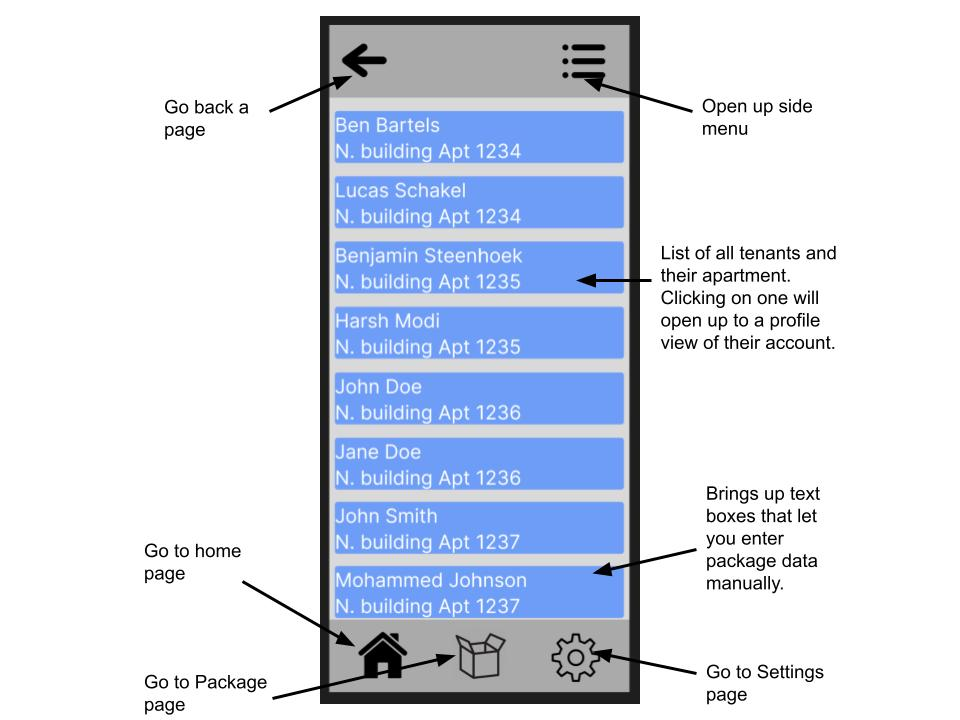 Go back a
page
Open up side
menu
Ben Bartels
N. building Apt 1234
Lucas Schakel
N. building Apt 1234
Benjamin Steenhoek
N. building Apt 1235
List of all tenants and
their apartment.
Clicking on one will
open up to a profile
view of their account.
Harsh Modi
N. building Apt 1235
John Doe
N. building Apt 1236
Jane Doe
N. building Apt 1236
John Smith
N. building Apt 1237
Brings up text
boxes that let
you enter
package data
manually.
Mohammed Johnson
N. building Apt 1237
Go to home
page
Go to Package
page
Go to Settings
page